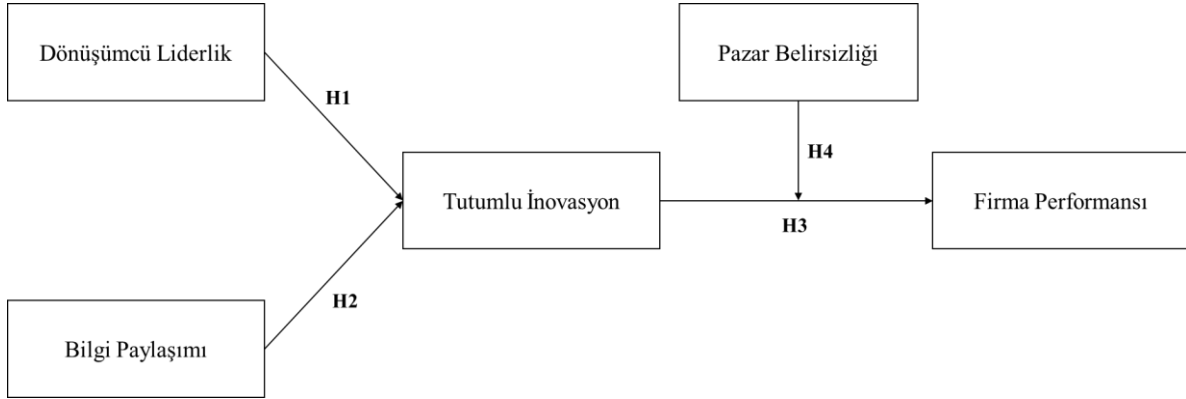 Dönüşümcü Liderlik
Pazar Belirsizliği
H1
H4
Tutumlu İnovasyon
Firma Performansı
H3
H2
Bilgi Paylaşımı